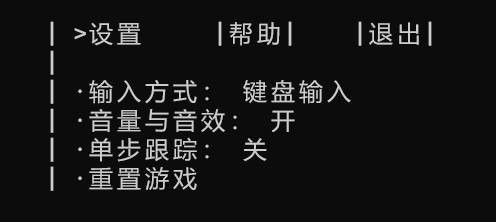 | >设置 |帮助| |退出|
|
| ·输入方式： 键盘输入
| ·音量与音效： 开
| ·单步跟踪： 关
| ·重置游戏